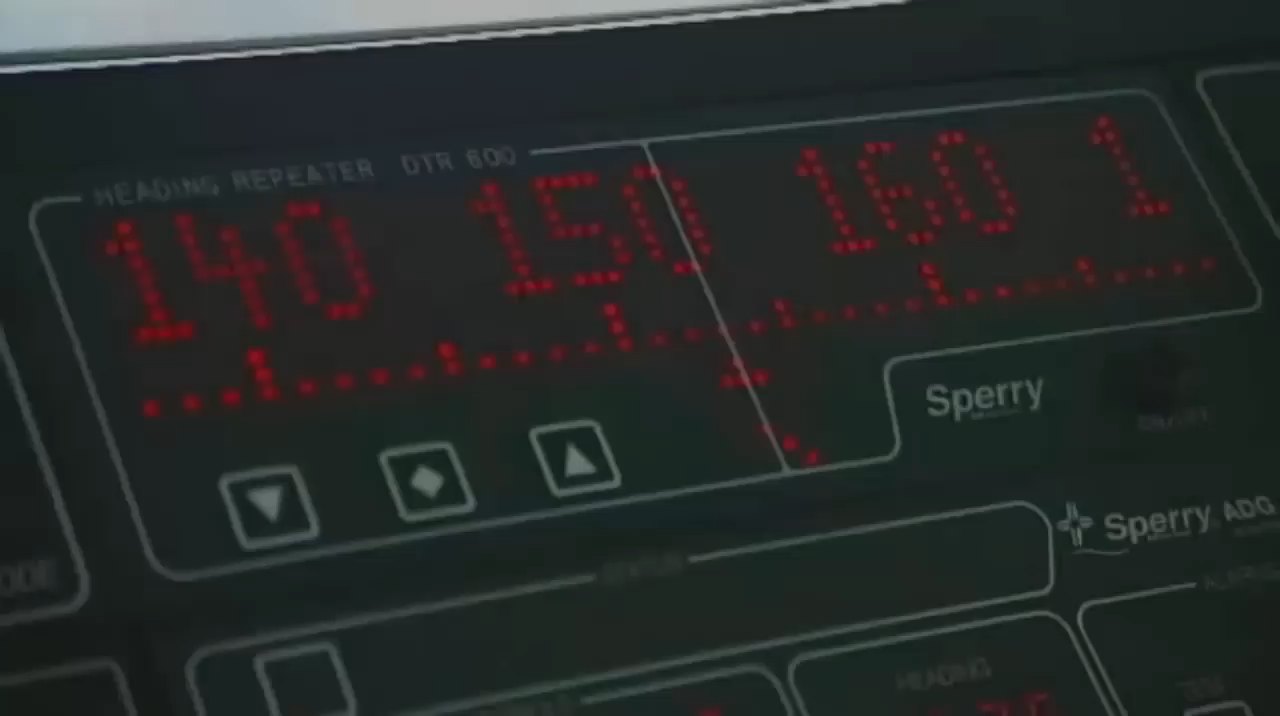 HEADING REPEATER DTR 600
140 150 160 1
Sperry
Sperry ADG
HEADING